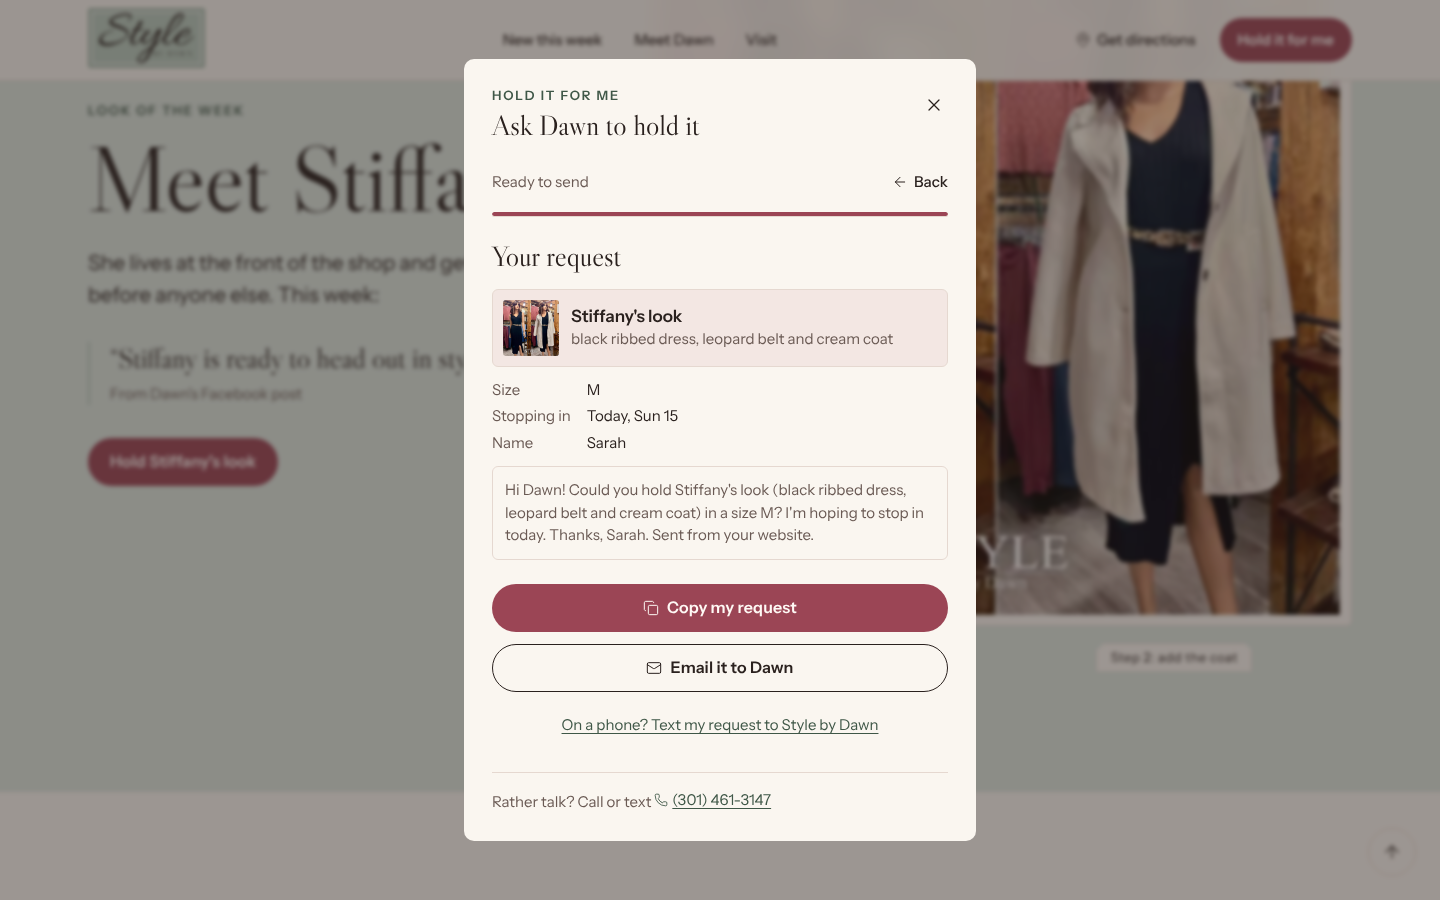 Style
New this week
Meet Dawn
Visit
Get directions
Hold it for me
LOOK OF THE WEEK
Meet Stiffa
She lives at the front of the shop and ge
before anyone else. This week:
"Stiffany is ready to head out in sty
From Dawn's Facebook post
Hold Stiffany's look
HOLD IT FOR ME
Ask Dawn to hold it
Ready to send
Back
Your request
Stiffany's look
black ribbed dress, leopard belt and cream coat
Size M
Stopping in Today, Sun 15
Name Sarah
Hi Dawn! Could you hold Stiffany's look (black ribbed dress,
leopard belt and cream coat) in a size M? I'm hoping to stop in
today. Thanks, Sarah. Sent from your website.
Copy my request
Email it to Dawn
On a phone? Text my request to Style by Dawn
Rather talk? Call or text (301) 461-3147
YLE
Step 2: add the coat